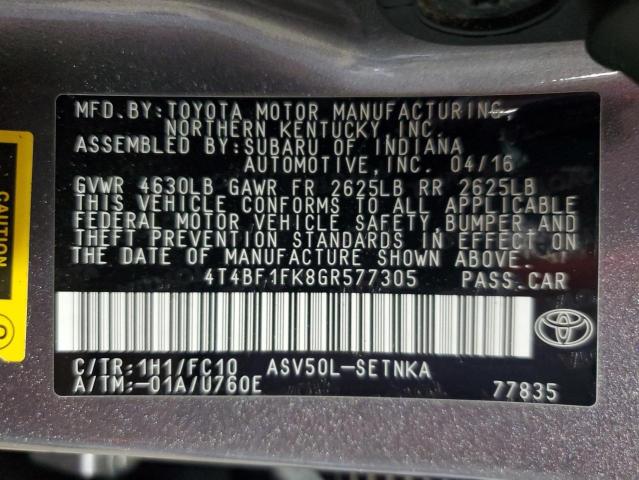 MFD.BY:TOYOTA MOTOR MANUFACTURING,
NORTHERN KENTUCKY,INC.
ASSEMBLED BY:SUBARU OF INDIANA
AUTOMOTIVE,INC. 04/16
GVWR 4630LB GAWR FR 2625LB RR 2625LB
THIS VEHICLE CONFORMS TO ALL APPLICABLE
FEDERAL MOTOR VEHICLE SAFETY,BUMPER,AND
THEFT PREVENTION STANDARDS IN EFFECT ON
THE DATE OF MANUFACTURE SHOWN ABOVE.
4T4BF1FK8GR577305 PASS.CAR
C/TR:1H1/FC10 ASV50L-SETNKA
A/TM:-01A/U760E 77835
CAUTION